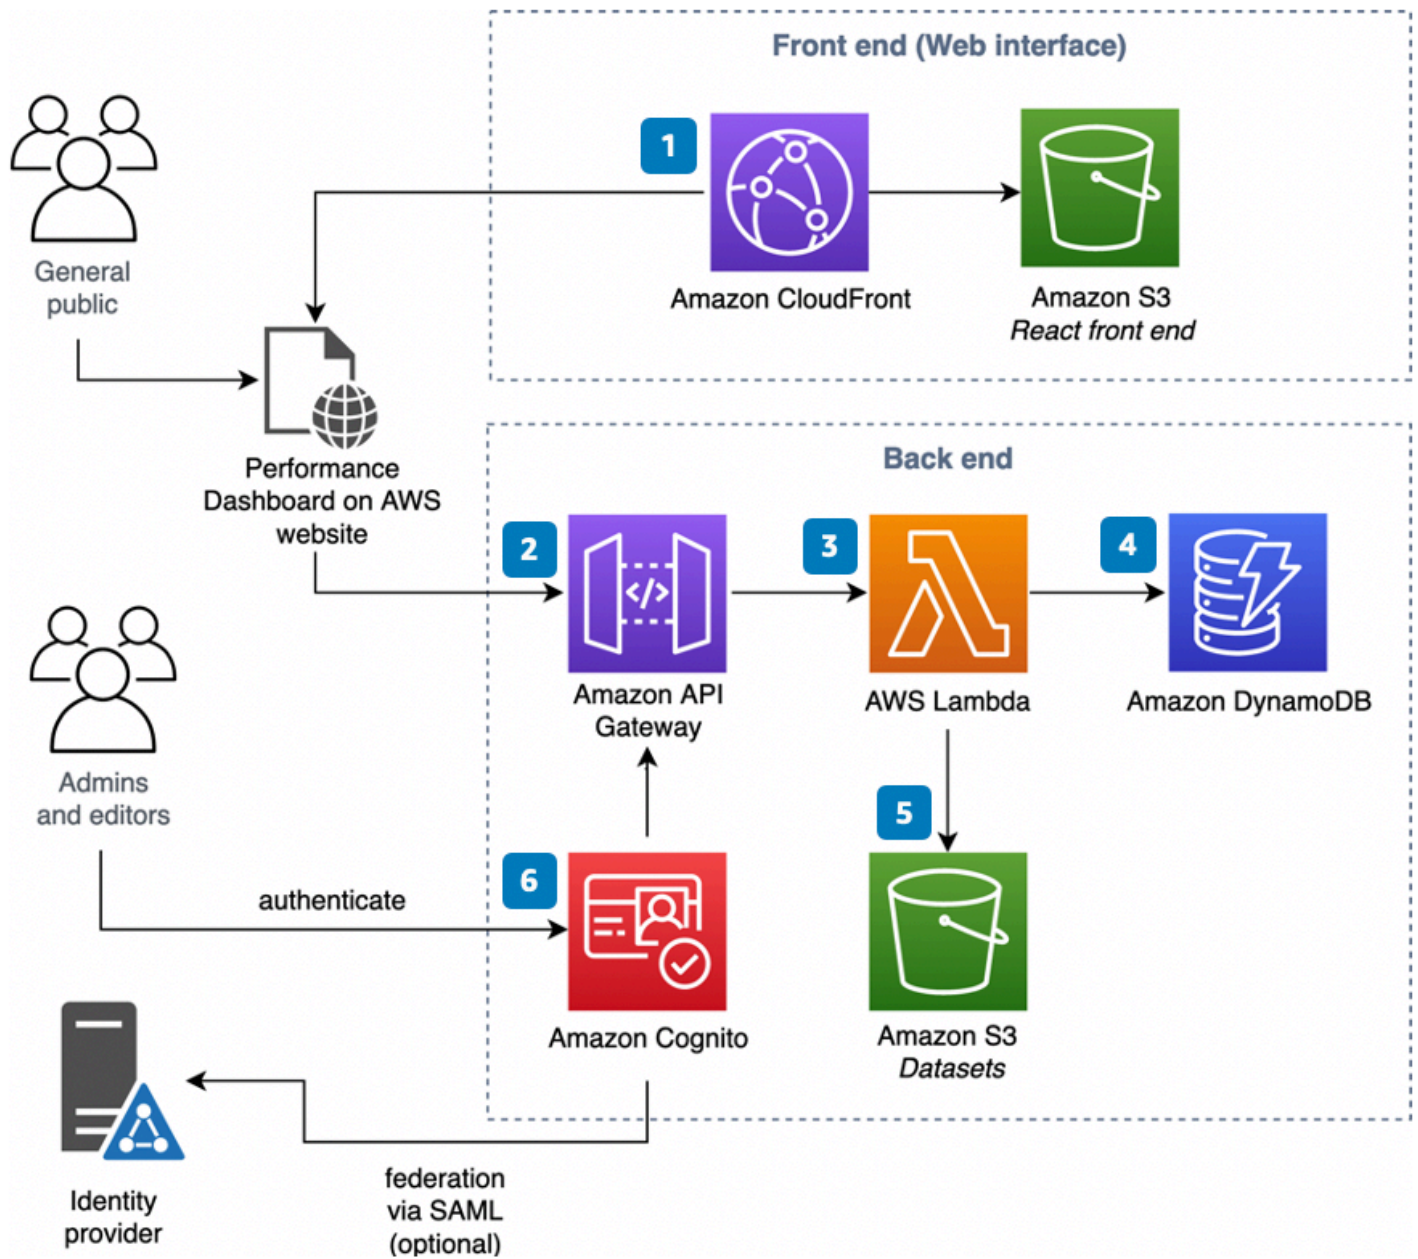 Front end (Web interface)
1
General
public
Amazon CloudFront
Amazon S3
React front end
Performance
Dashboard on AWS
website
Back end
2
3
4
Amazon API
Gateway
AWS Lambda
Amazon DynamoDB
Admins
and editors
5
6
authenticate
</>
Amazon Cognito
Amazon S3
Datasets
Identity
provider
federation
via SAML
(optional)